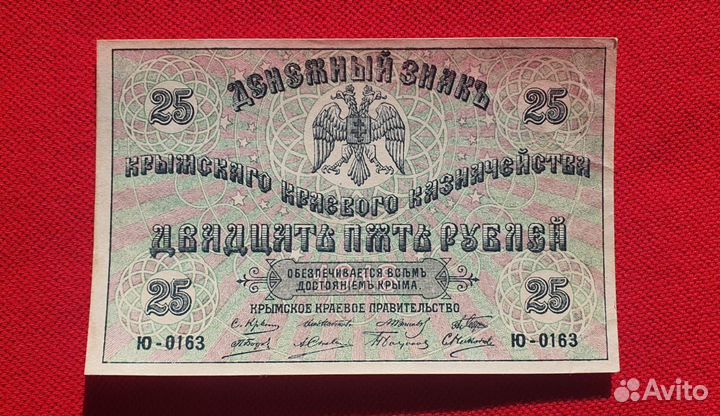 ДЕНЕЖНЫЙ ЗНАКЪ
25 25
КРЫМСКАГО КРАЕВОГО КАЗНАЧЕЙСТВА
ДВАДЦАТЬ ПЯТЬ РУБЛЕЙ
ОБЕЗПЕЧИВАЕТСЯ ВСѢМЪ
ДОСТОЯНІЕМЪ КРЫМА.
25 25
КРЫМСКОЕ КРАЕВОЕ ПРАВИТЕЛЬСТВО
Ю-0163 Ю-0163
Avito